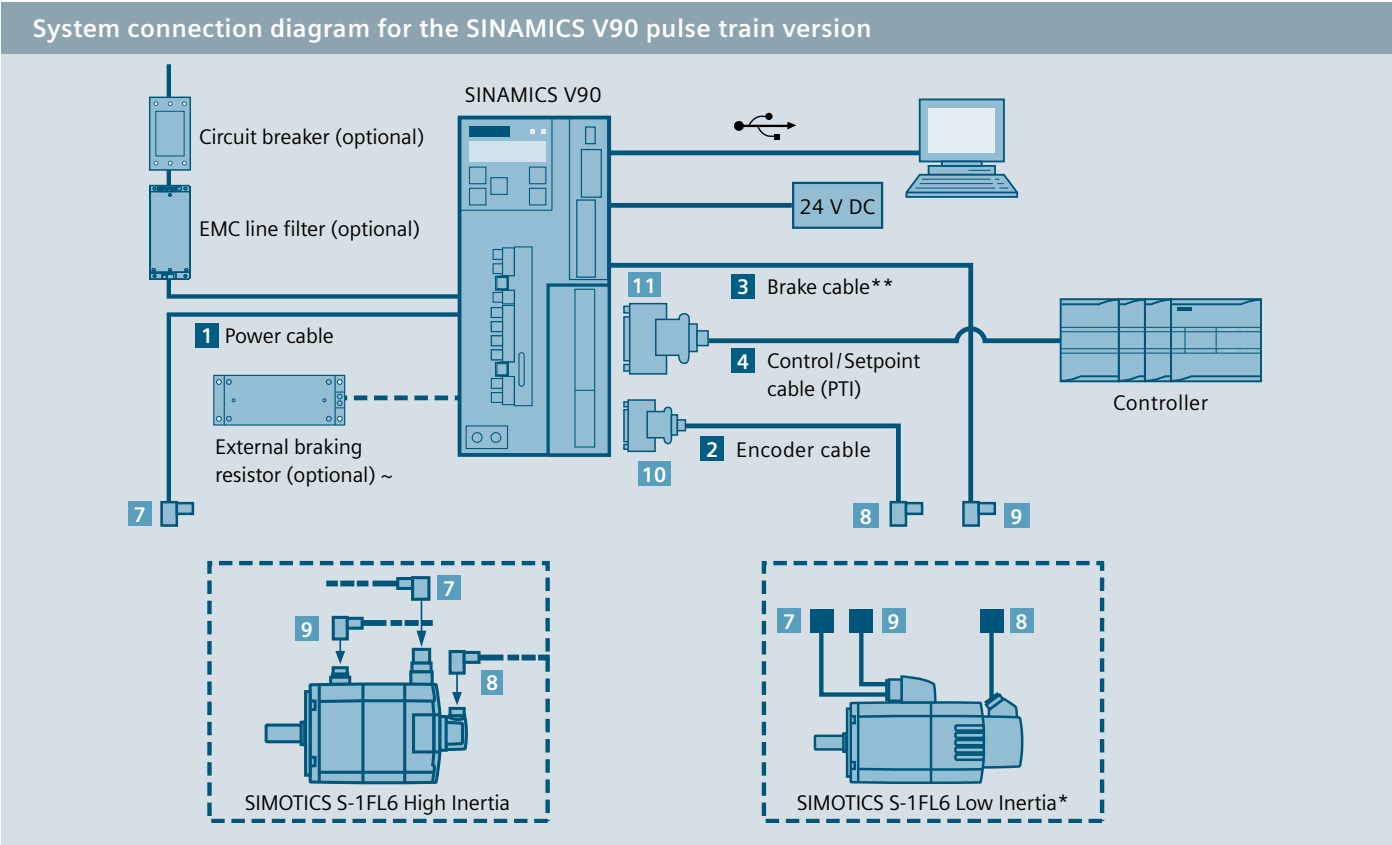 System connection diagram for the SINAMICS V90 pulse train version
SINAMICS V90
Circuit breaker (optional)
EMC line filter (optional)
24 V DC
11
3 Brake cable**
1 Power cable
4 Control/Setpoint
cable (PTI)
Controller
External braking
resistor (optional) ~
2 Encoder cable
10
7
8
9
7
9
8
SIMOTICS S-1FL6 High Inertia
7
9
8
SIMOTICS S-1FL6 Low Inertia*